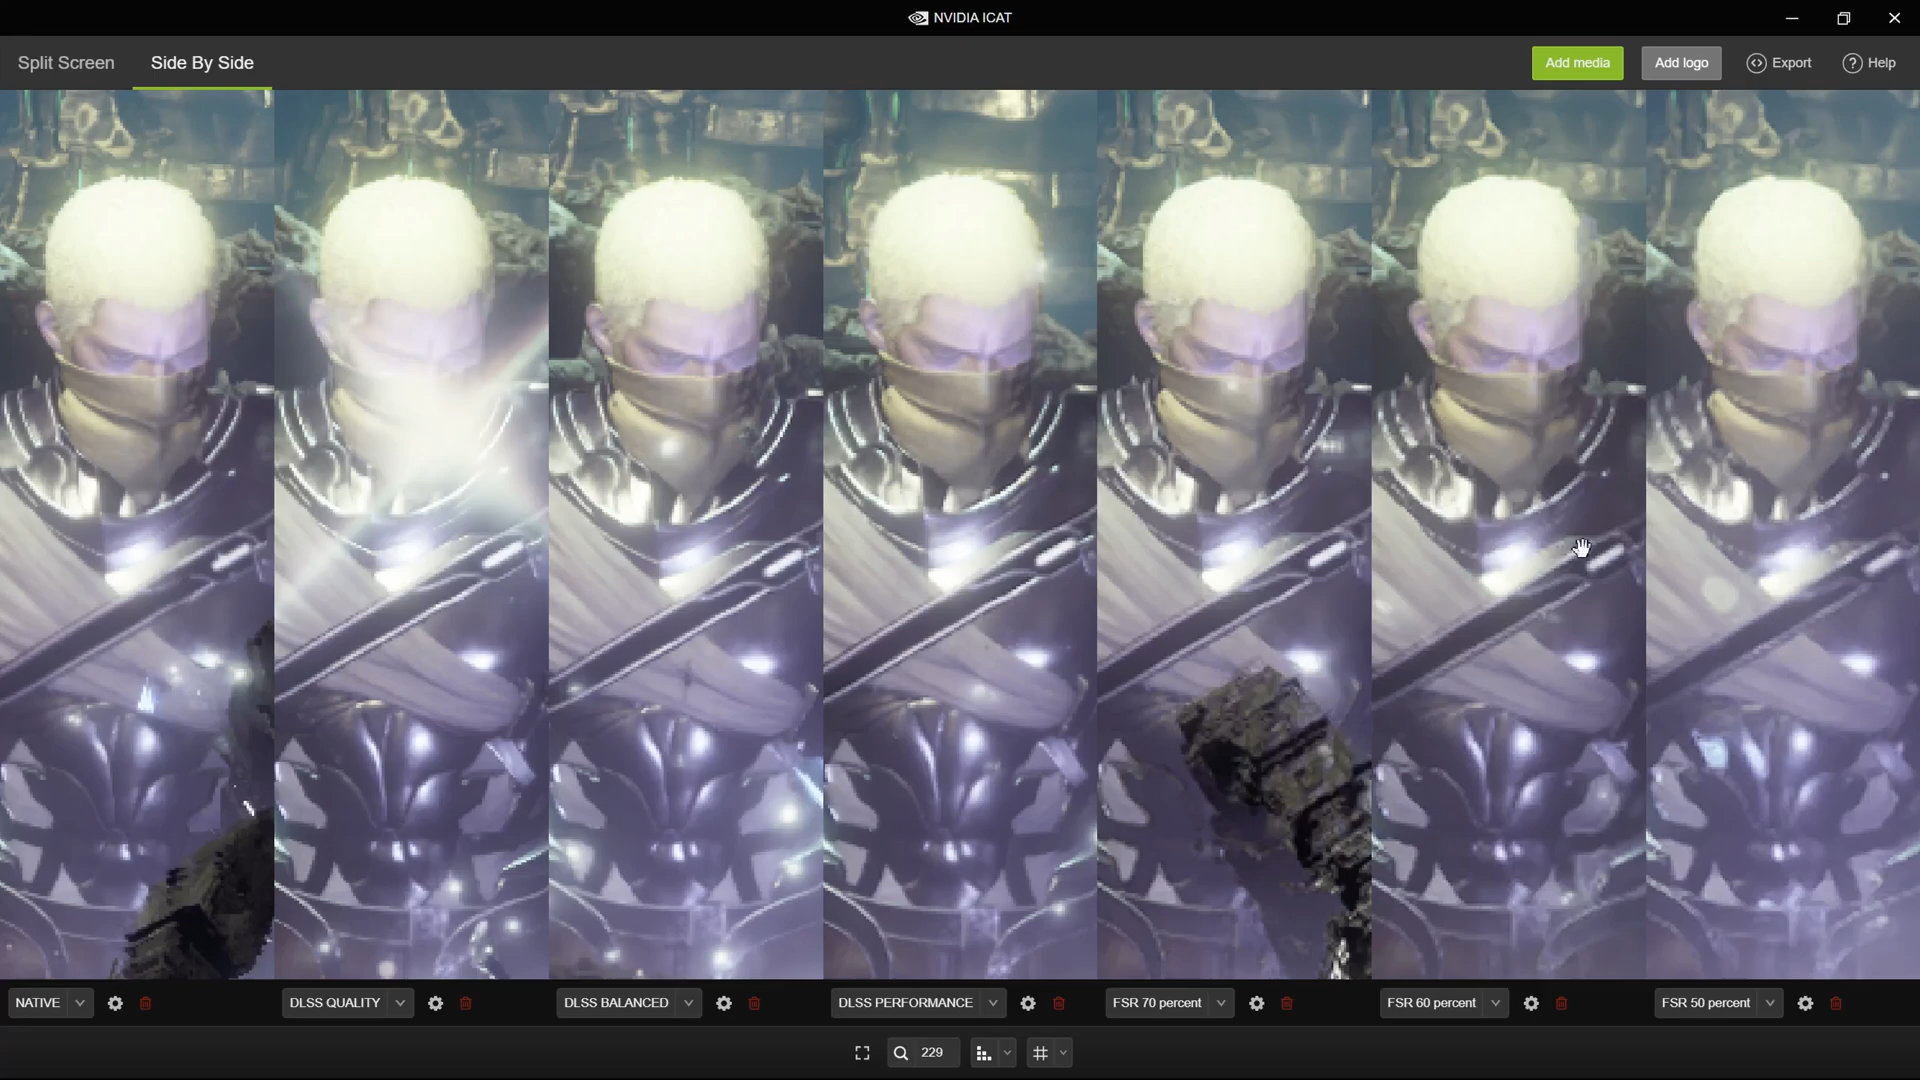 NVIDIA ICAT
Split Screen
Side By Side
Add media
Add logo
Export
Help
NATIVE
DLSS QUALITY
DLSS BALANCED
DLSS PERFORMANCE
FSR 70 percent
FSR 60 percent
FSR 50 percent
229